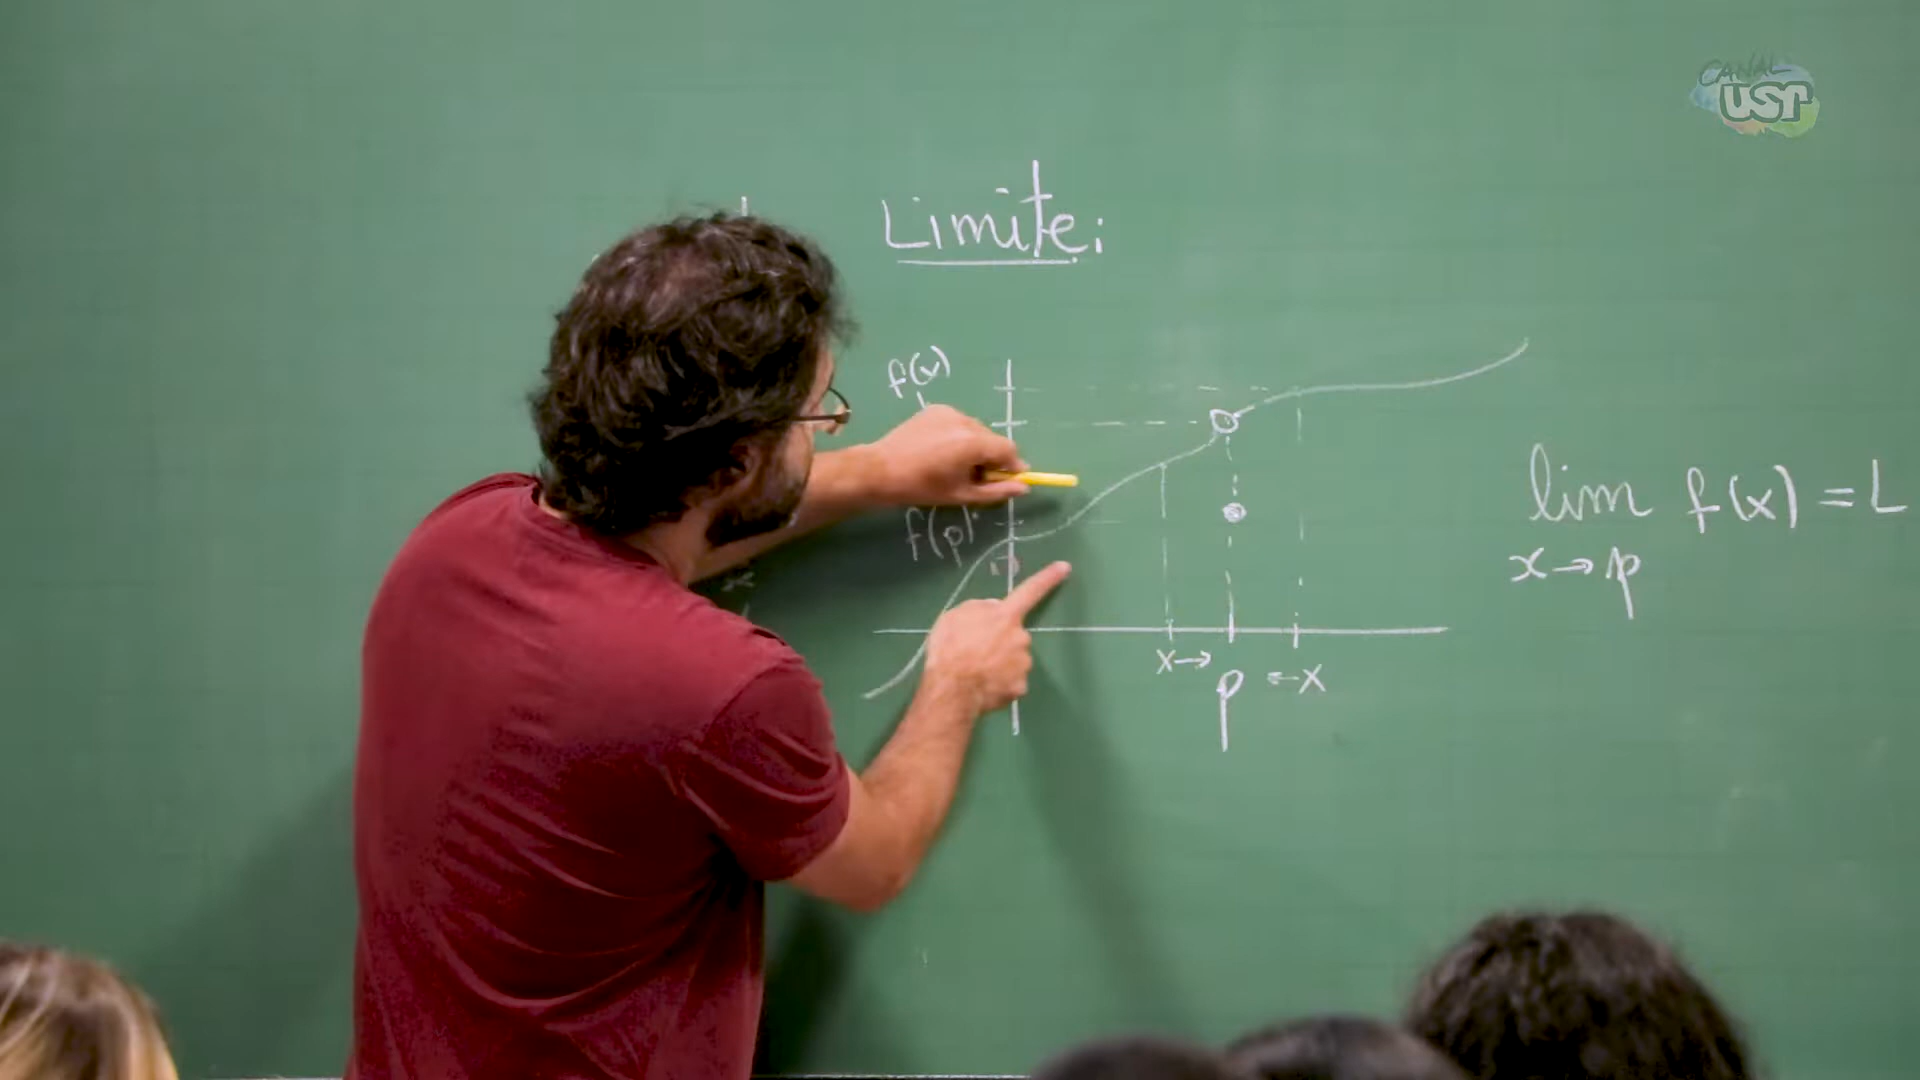 CANAL
USP
Limite:
f(x)
f(p)
lim f(x) = L
x → p
x →
p
← x